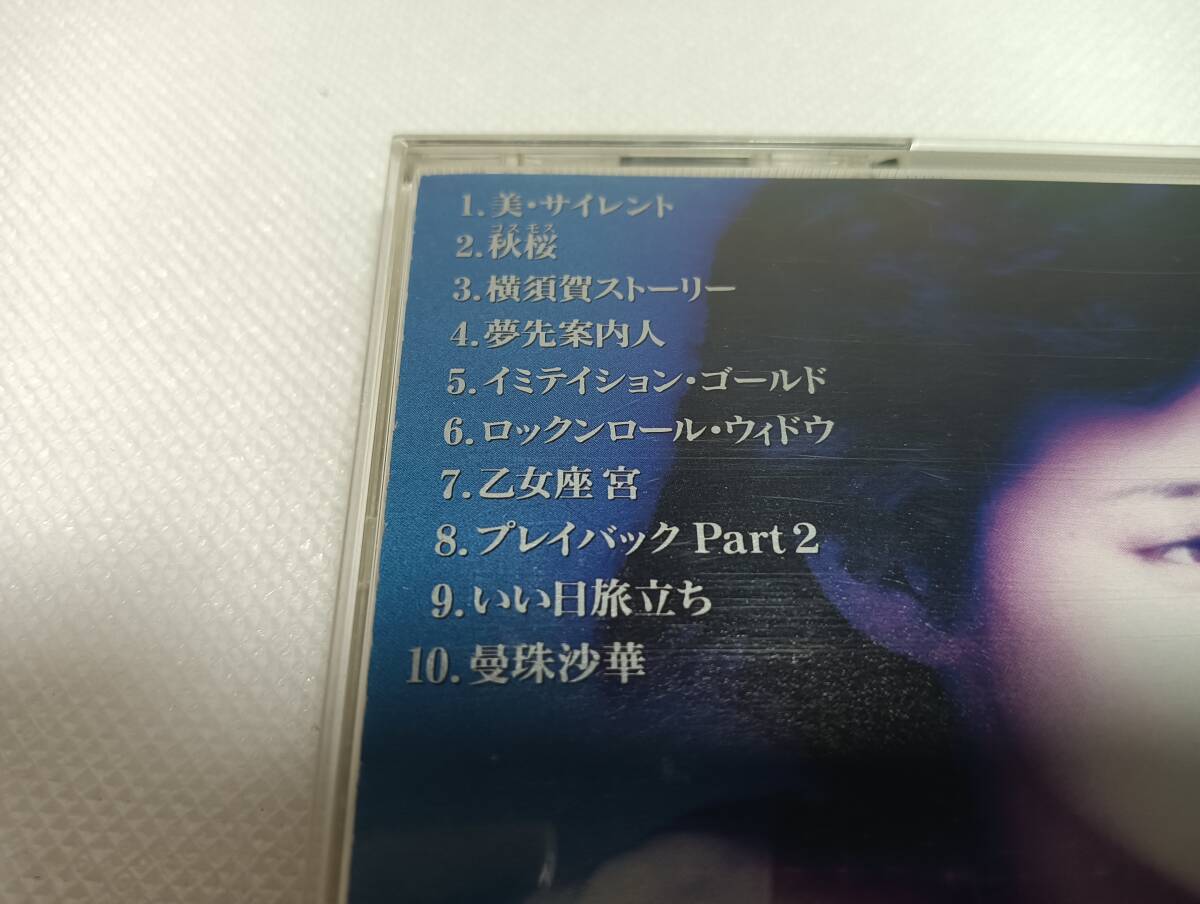 1. 美・サイレント
コスモス
2. 秋桜
3. 横須賀ストーリー
4. 夢先案内人
5. イミテイション・ゴールド
6. ロックンロール・ウィドウ
7. 乙女座 宮
8. プレイバック Part 2
9. いい日旅立ち
10. 曼珠沙華